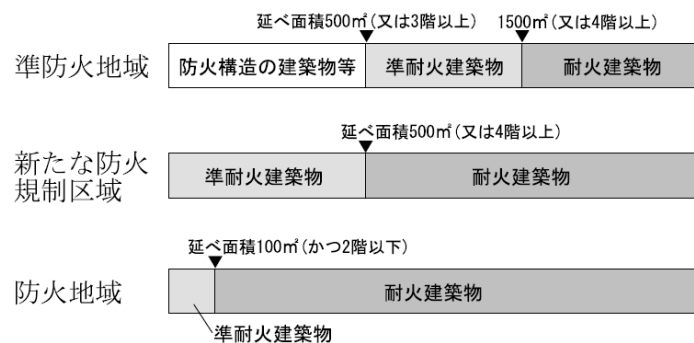 延べ面積500㎡(又は3階以上) 1500㎡(又は4階以上)
準防火地域 防火構造の建築物等 準耐火建築物 耐火建築物
延べ面積500㎡(又は4階以上)
新たな防火
規制区域
準耐火建築物 耐火建築物
延べ面積100㎡(かつ2階以下)
防火地域 耐火建築物
準耐火建築物